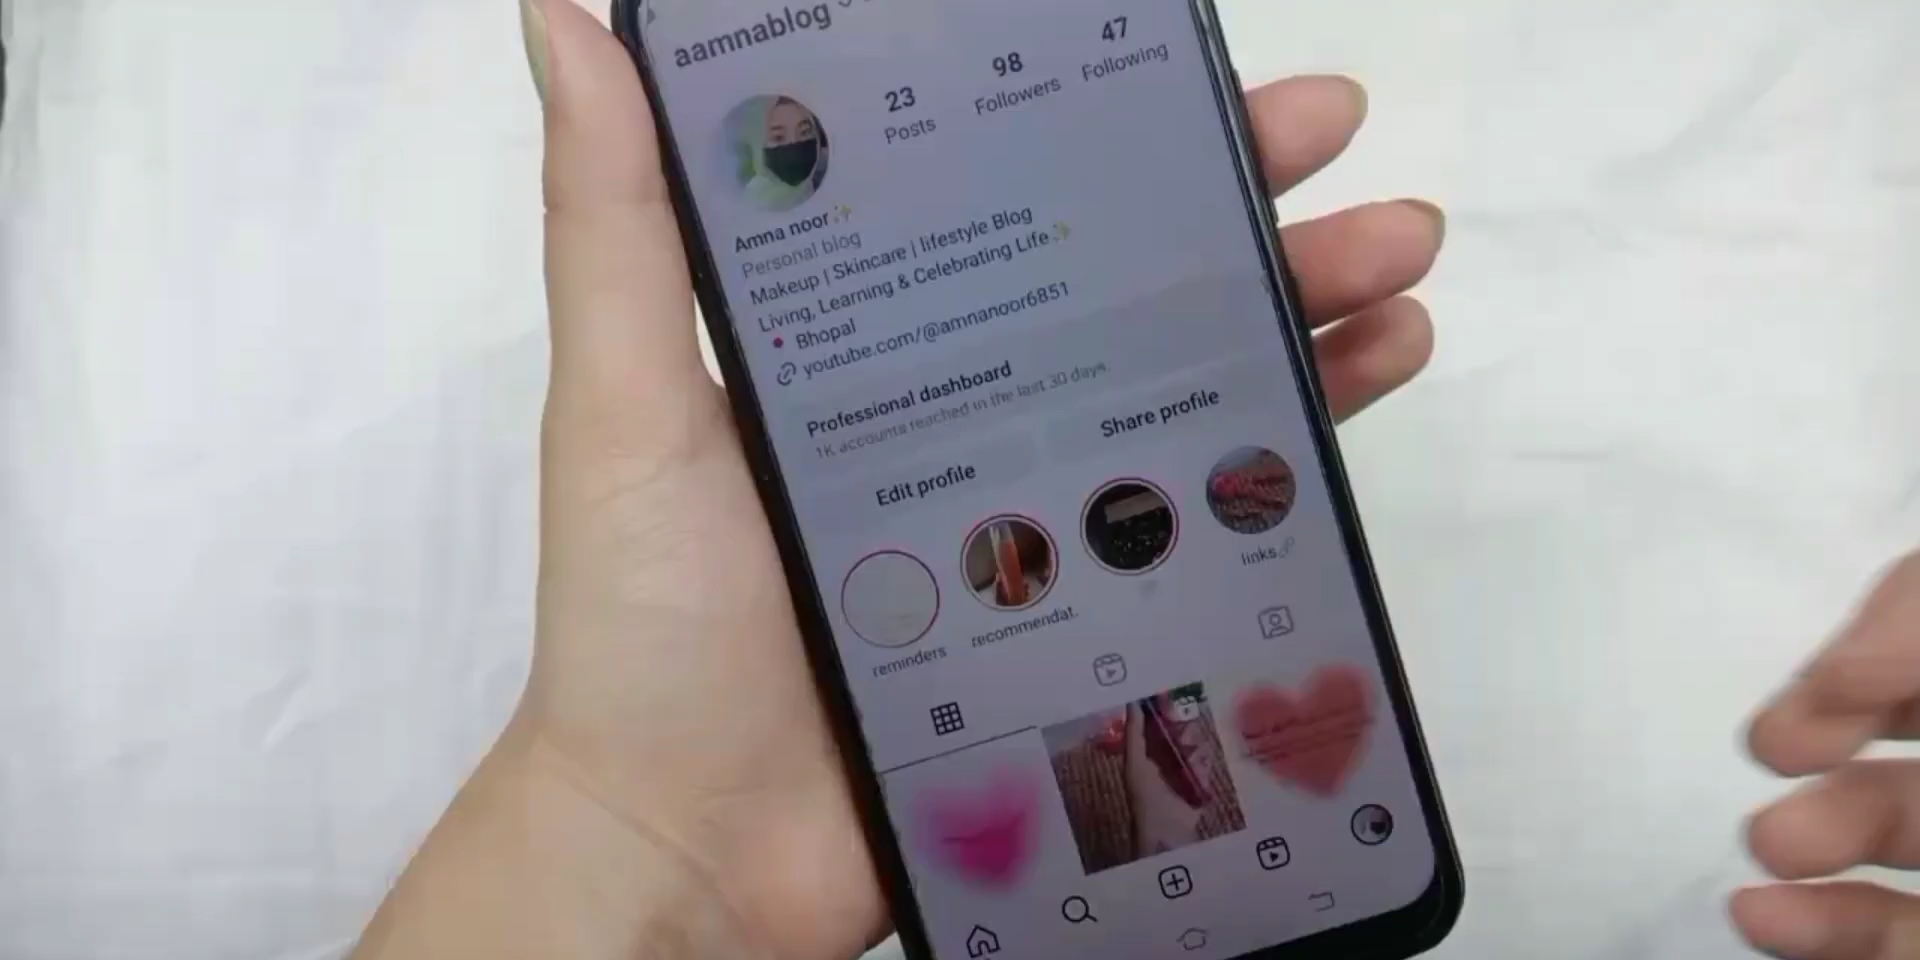 aamnablog
23 98 47
Posts Followers Following
Amna noor✨
Personal blog
Makeup | Skincare | lifestyle Blog
Living, Learning & Celebrating Life✨
Bhopal
youtube.com/@amnanoor6851
Professional dashboard
1K accounts reached in the last 30 days.
Edit profile Share profile
reminders recommendat. links